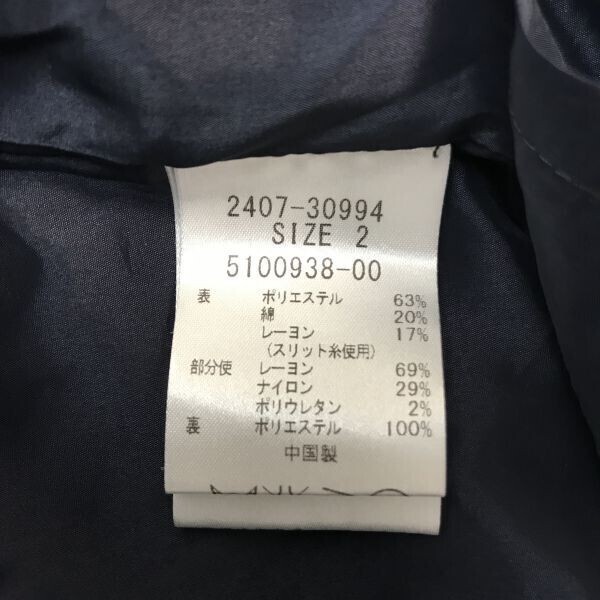 2407-30994
SIZE 2
5100938-00
表 ポリエステル 63%
綿 20%
レーヨン 17%
(スリット糸使用)
部分使 レーヨン 69%
ナイロン 29%
ポリウレタン 2%
裏 ポリエステル 100%
中国製